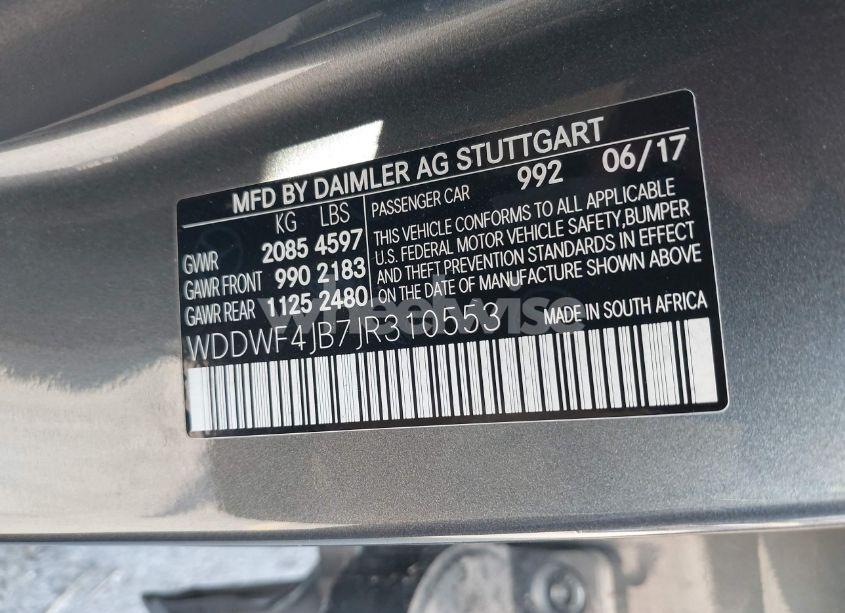 MFD BY DAIMLER AG STUTTGART
KG LBS
GVWR 2085 4597
GAWR FRONT 990 2183
GAWR REAR 1125 2480
PASSENGER CAR 992 06/17
THIS VEHICLE CONFORMS TO ALL APPLICABLE
U.S. FEDERAL MOTOR VEHICLE SAFETY, BUMPER
AND THEFT PREVENTION STANDARDS IN EFFECT
ON THE DATE OF MANUFACTURE SHOWN ABOVE
WDDWF4JB7JR310553 MADE IN SOUTH AFRICA
wheelwise